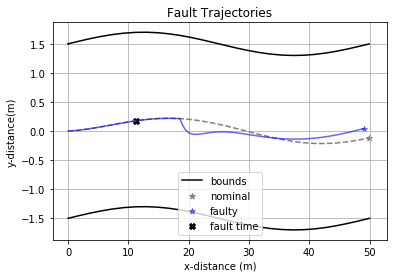 Fault Trajectories
y-distance(m)
1.5
1.0
0.5
0.0
−0.5
−1.0
−1.5
bounds
nominal
faulty
fault time
0
10
20
30
40
50
x-distance (m)